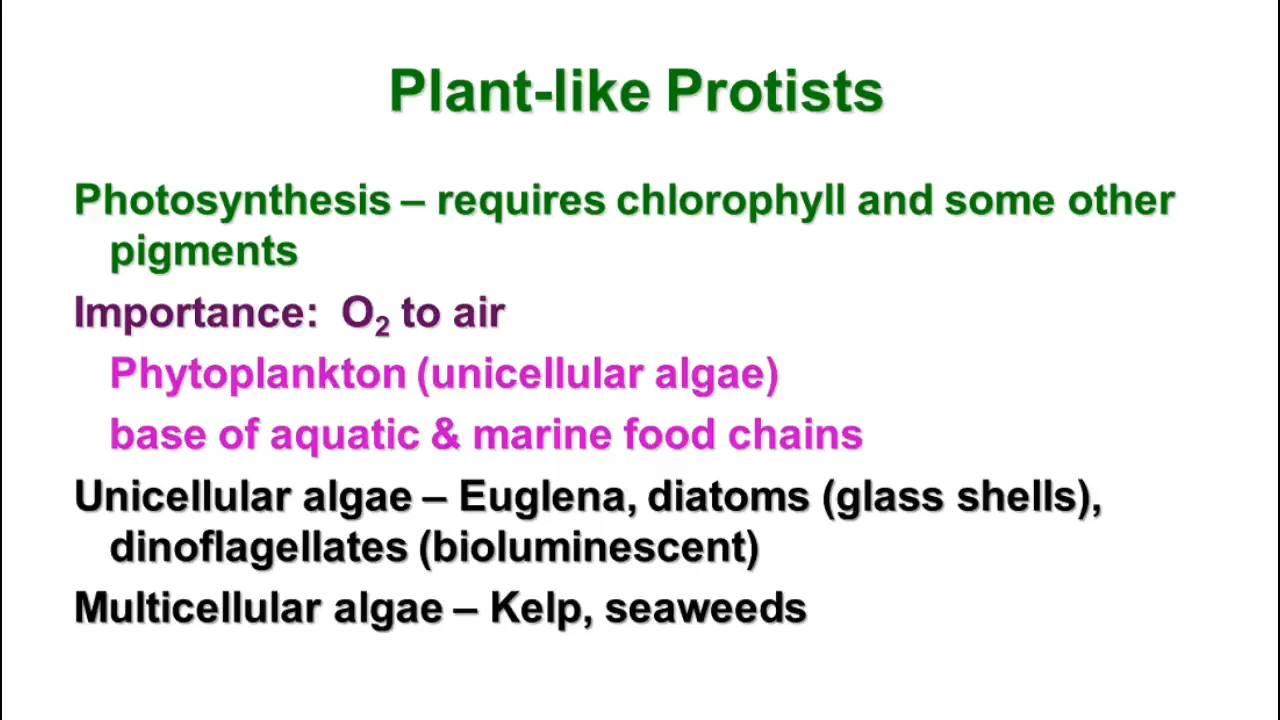 Plant-like Protists
Photosynthesis – requires chlorophyll and some other
pigments
Importance:  O₂ to air
Phytoplankton (unicellular algae)
base of aquatic & marine food chains
Unicellular algae – Euglena, diatoms (glass shells),
dinoflagellates (bioluminescent)
Multicellular algae – Kelp, seaweeds